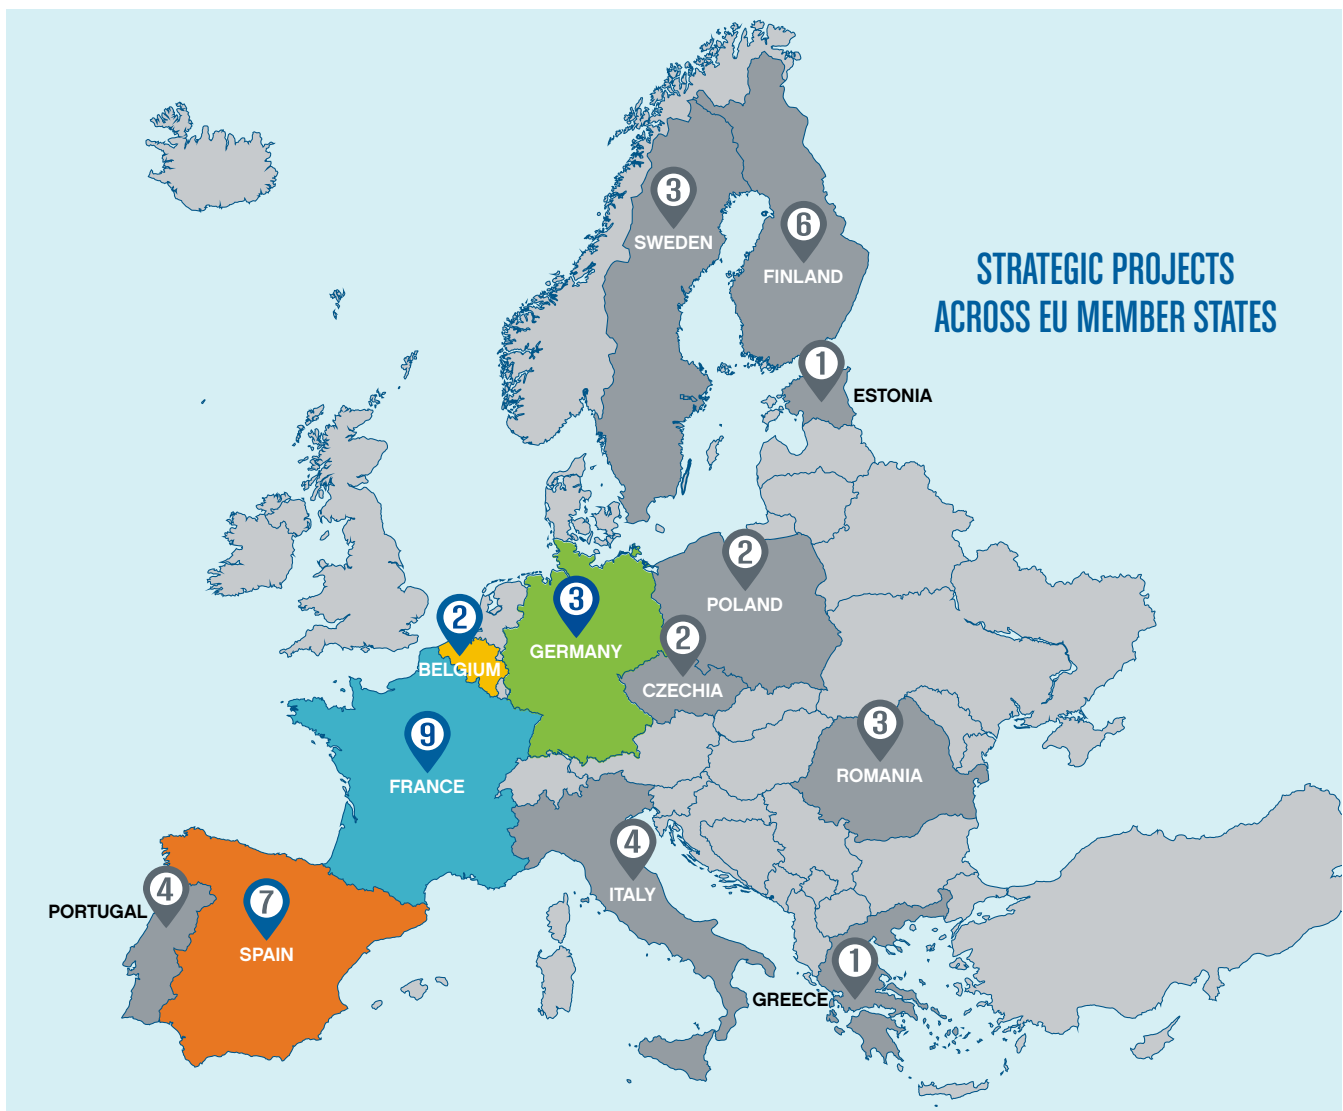 3
SWEDEN
6
FINLAND
STRATEGIC PROJECTS
ACROSS EU MEMBER STATES
1
ESTONIA
2
POLAND
3
GERMANY
2
BELGIUM
2
CZECHIA
9
FRANCE
3
ROMANIA
4
ITALY
4
PORTUGAL
7
SPAIN
1
GREECE